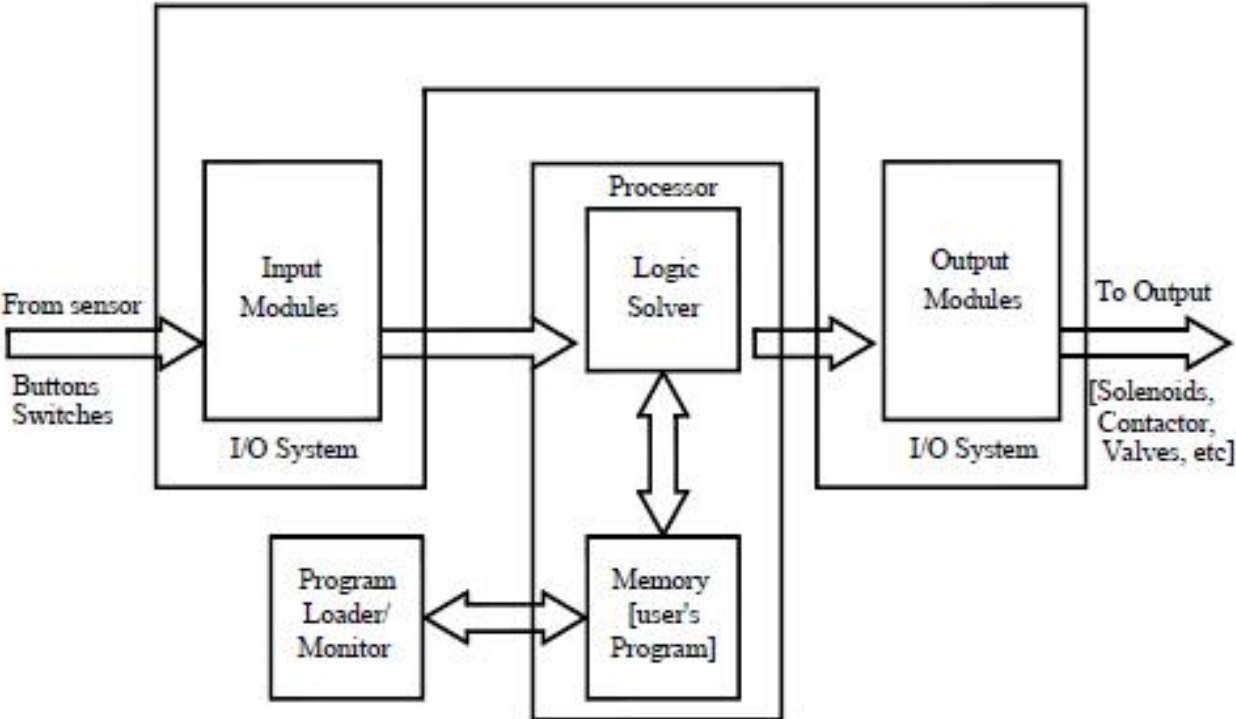 From sensor
Buttons
Switches
Input
Modules
I/O System
Processor
Logic
Solver
Output
Modules
I/O System
To Output
[Solenoids,
Contactor,
Valves, etc]
Program
Loader/
Monitor
Memory
[user's
Program]